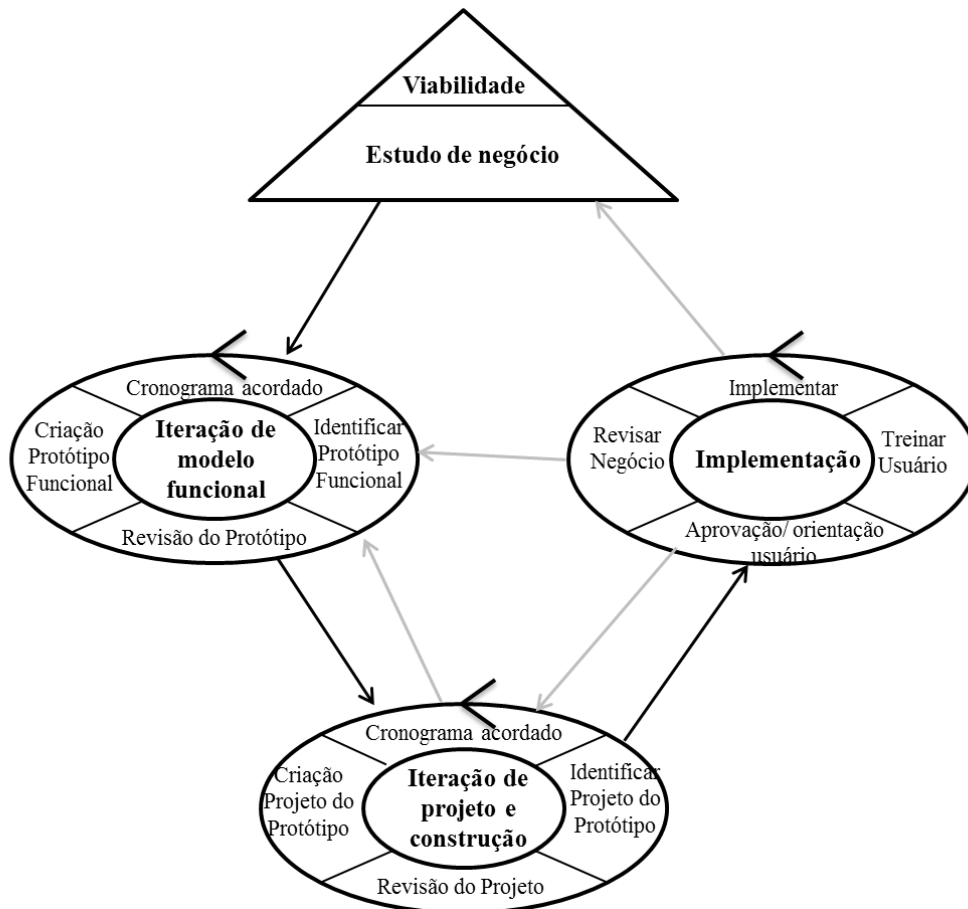 Viabilidade
Estudo de negócio
Cronograma acordado
Criação
Protótipo
Funcional
Iteração de
modelo
funcional
Identificar
Protótipo
Funcional
Revisão do Protótipo
Implementar
Revisar
Negócio
Implementação
Treinar
Usuário
Aprovação/ orientação
usuário
Cronograma acordado
Criação
Projeto do
Protótipo
Iteração de
projeto e
construção
Identificar
Projeto do
Protótipo
Revisão do Projeto